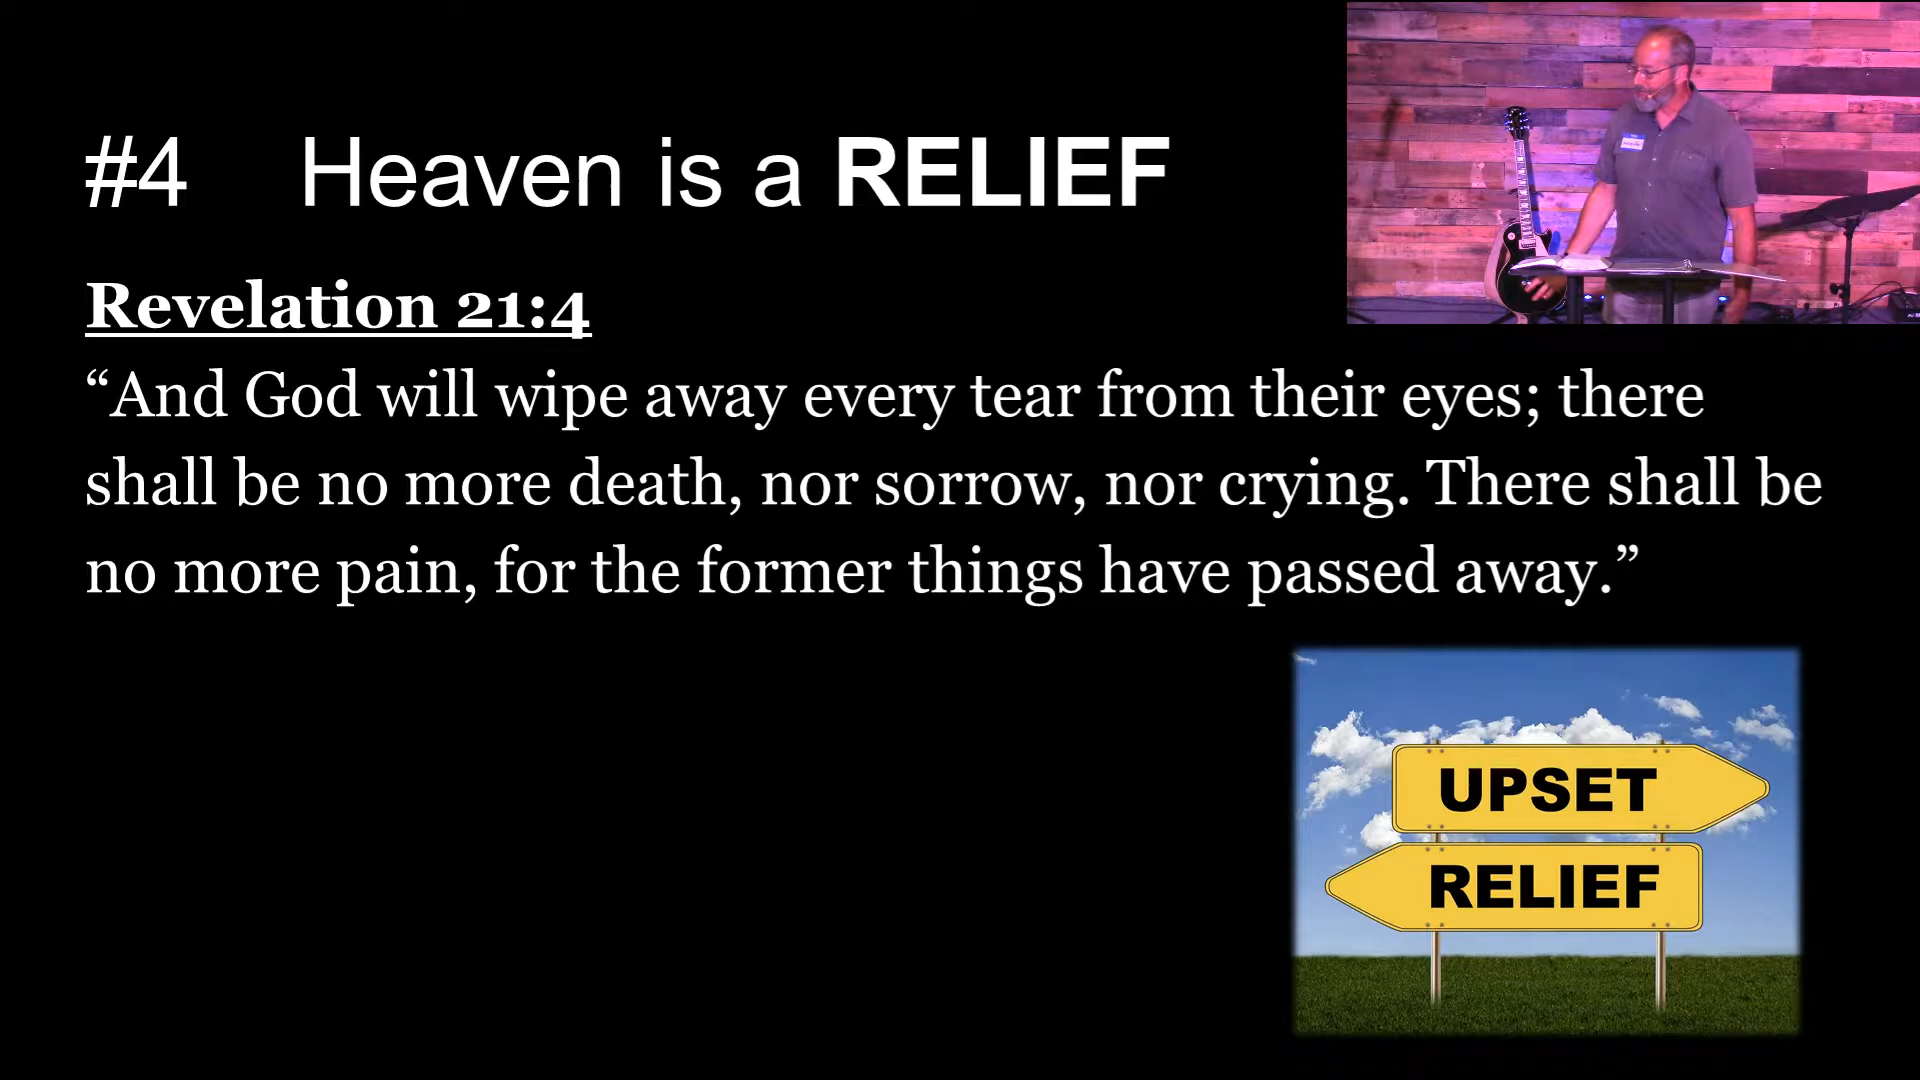 #4 Heaven is a RELIEF
Revelation 21:4
“And God will wipe away every tear from their eyes; there
shall be no more death, nor sorrow, nor crying. There shall be
no more pain, for the former things have passed away.”
UPSET
RELIEF